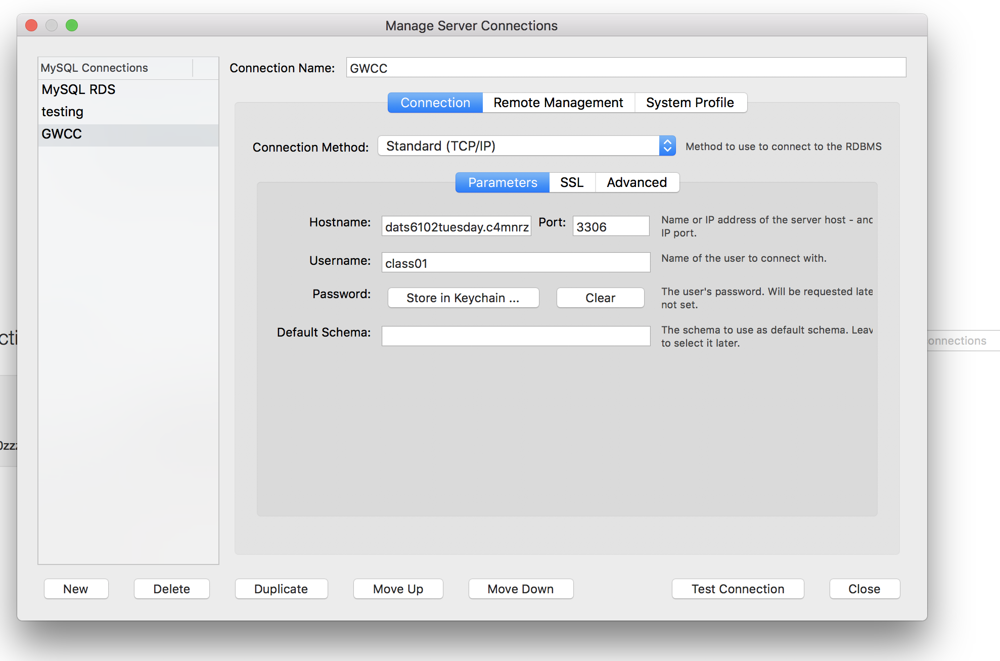 Manage Server Connections
MySQL Connections
MySQL RDS
testing
GWCC
Connection Name: GWCC
Connection Remote Management System Profile
Connection Method: Standard (TCP/IP) Method to use to connect to the RDBMS
Parameters SSL Advanced
Hostname: dats6102tuesday.c4mnrz Port: 3306 Name or IP address of the server host - and
IP port.
Username: class01 Name of the user to connect with.
Password: Store in Keychain ... Clear The user's password. Will be requested late
not set.
Default Schema: The schema to use as default schema. Leav
to select it later.
cti
onnections
0zzz
New Delete Duplicate Move Up Move Down Test Connection Close